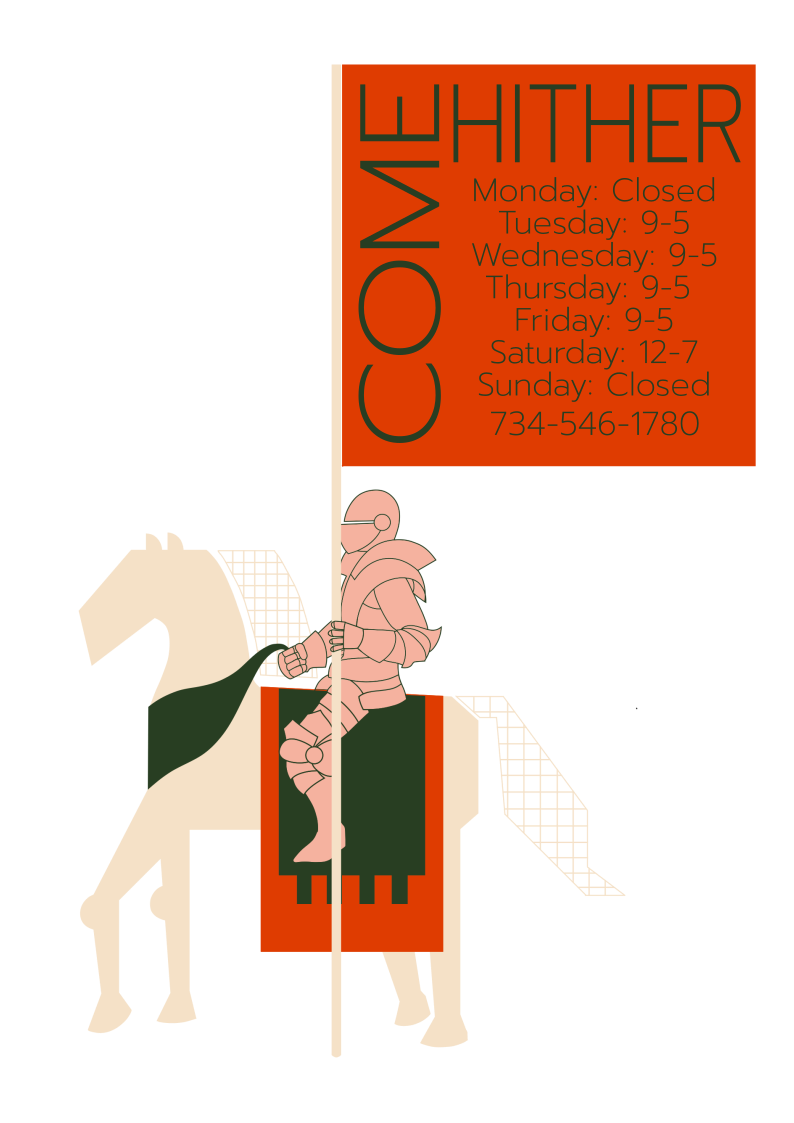 COME
HITHER
Monday: Closed
Tuesday: 9-5
Wednesday: 9-5
Thursday: 9-5
Friday: 9-5
Saturday: 12-7
Sunday: Closed
734-546-1780